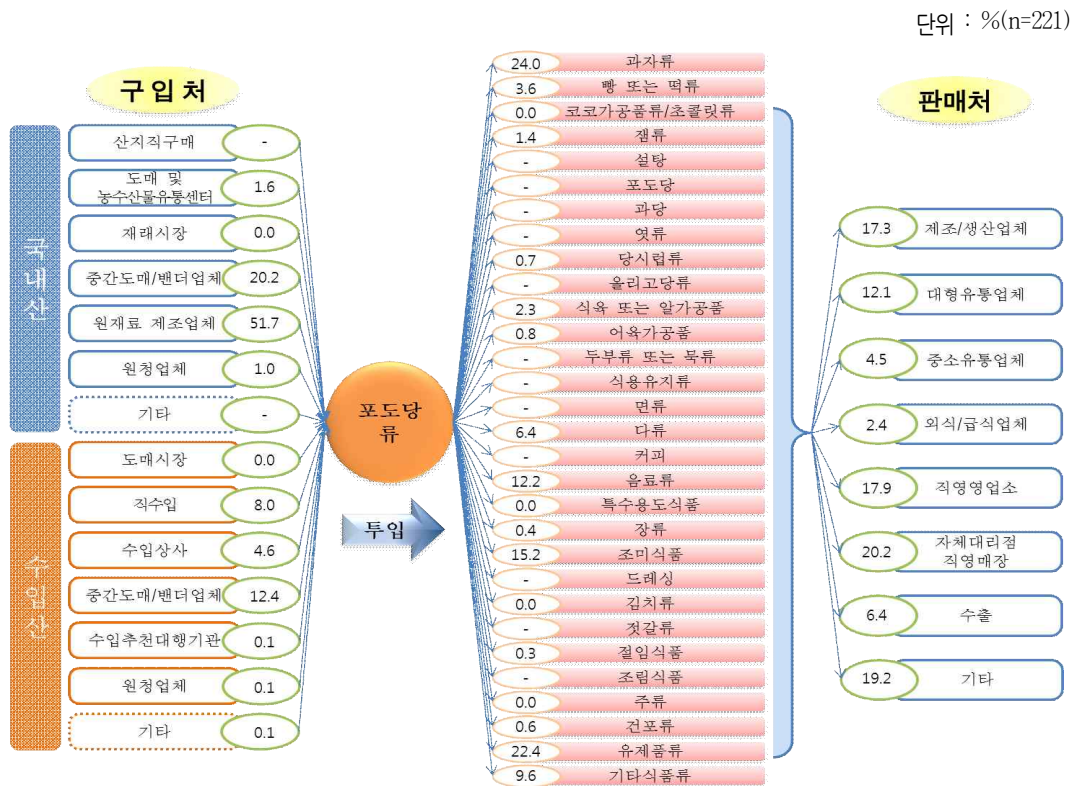 단위 : %(n=221)
구입처
국내산
산지직구매 -
도매 및
농수산물유통센터 1.6
재래시장 0.0
중간도매/밴더업체 20.2
원재료 제조업체 51.7
원청업체 1.0
기타 -
수입산
도매시장 0.0
직수입 8.0
수입상사 4.6
중간도매/밴더업체 12.4
수입추천대행기관 0.1
원청업체 0.1
기타 0.1
포도당
류
투입
24.0 과자류
3.6 빵 또는 떡류
0.0 코코가공품류/초콜릿류
1.4 잼류
- 설탕
- 포도당
- 과당
- 엿류
0.7 당시럽류
- 올리고당류
2.3 식육 또는 알가공품
0.8 어육가공품
- 두부류 또는 묵류
- 식용유지류
- 면류
6.4 다류
- 커피
12.2 음료류
0.0 특수용도식품
0.4 장류
15.2 조미식품
- 드레싱
0.0 김치류
- 젓갈류
0.3 절임식품
- 조림식품
0.0 주류
0.6 건포류
22.4 유제품류
9.6 기타식품류
판매처
17.3 제조/생산업체
12.1 대형유통업체
4.5 중소유통업체
2.4 외식/급식업체
17.9 직영영업소
20.2 자체대리점
직영매장
6.4 수출
19.2 기타